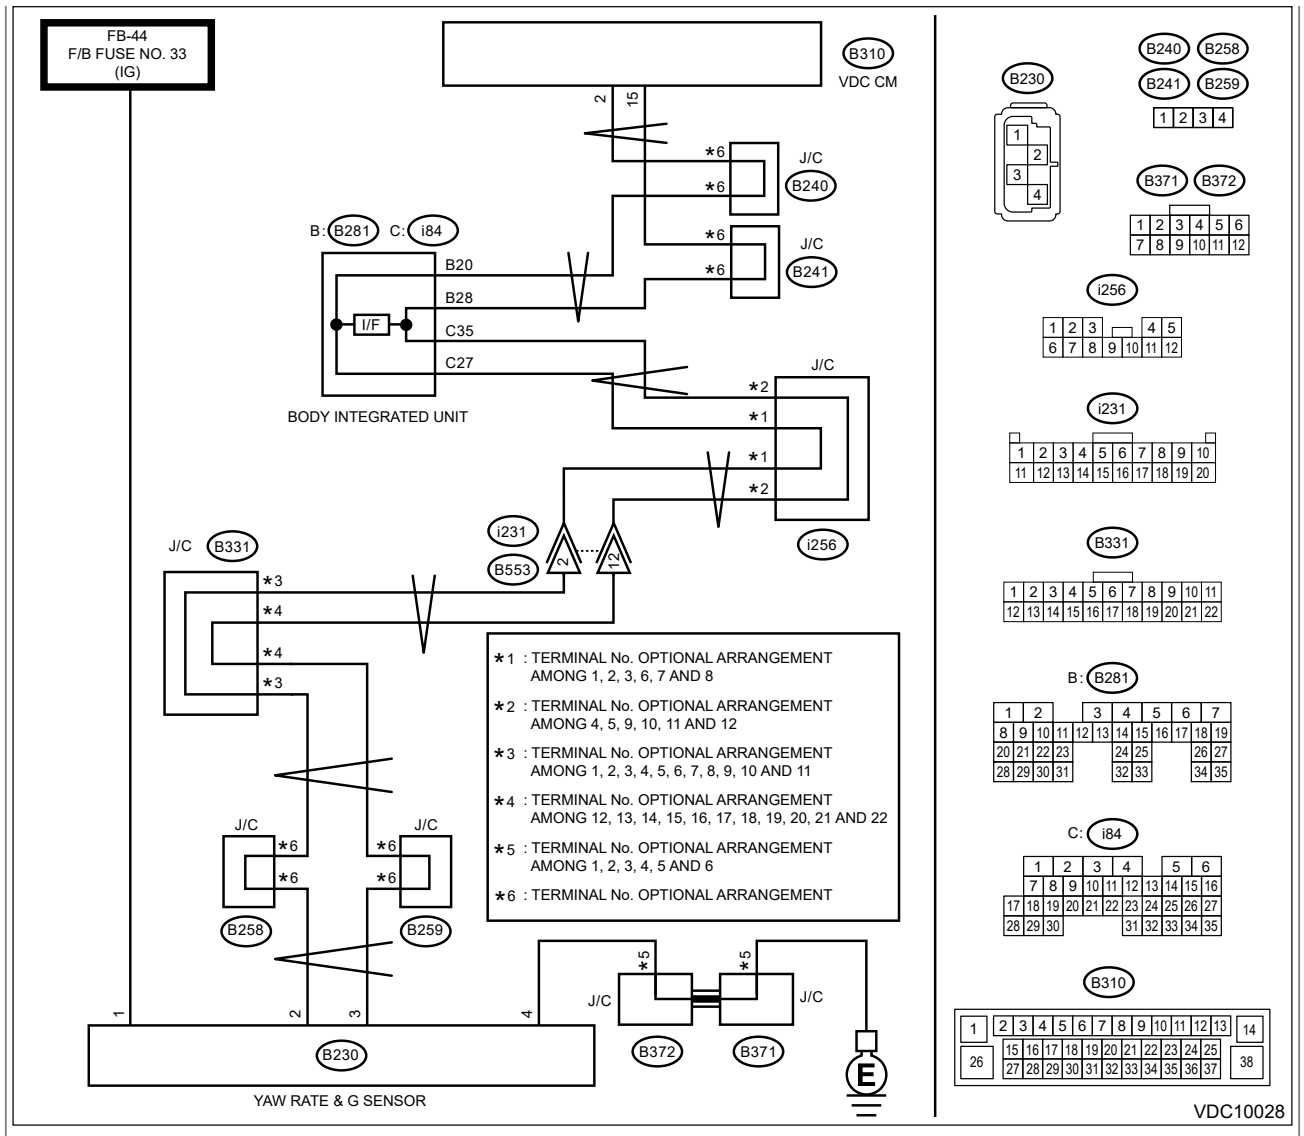 FB-44
F/B FUSE NO. 33
(IG)
B310
VDC CM
2
15
*6
J/C
*6
B240
B: B281 C: i84
*6
J/C
*6
B241
B20
B28
I/F
C35
C27
BODY INTEGRATED UNIT
J/C
*2
*1
*1
*2
i256
i231
B553
2
12
J/C B331
*3
*4
*4
*3
*1 : TERMINAL No. OPTIONAL ARRANGEMENT
AMONG 1, 2, 3, 6, 7 AND 8
*2 : TERMINAL No. OPTIONAL ARRANGEMENT
AMONG 4, 5, 9, 10, 11 AND 12
*3 : TERMINAL No. OPTIONAL ARRANGEMENT
AMONG 1, 2, 3, 4, 5, 6, 7, 8, 9, 10 AND 11
*4 : TERMINAL No. OPTIONAL ARRANGEMENT
AMONG 12, 13, 14, 15, 16, 17, 18, 19, 20, 21 AND 22
*5 : TERMINAL No. OPTIONAL ARRANGEMENT
AMONG 1, 2, 3, 4, 5 AND 6
*6 : TERMINAL No. OPTIONAL ARRANGEMENT
J/C
*6
*6
B258
J/C
*6
*6
B259
*5
*5
J/C
J/C
B372
B371
E
1
2
3
4
B230
YAW RATE & G SENSOR
B230
1
2
3
4
B240 B258
B241 B259
1 2 3 4
B371 B372
1 2 3 4 5 6
7 8 9 10 11 12
i256
1 2 3 4 5
6 7 8 9 10 11 12
i231
1 2 3 4 5 6 7 8 9 10
11 12 13 14 15 16 17 18 19 20
B331
1 2 3 4 5 6 7 8 9 10 11
12 13 14 15 16 17 18 19 20 21 22
B: B281
1 2 3 4 5 6 7
8 9 10 11 12 13 14 15 16 17 18 19
20 21 22 23 24 25 26 27
28 29 30 31 32 33 34 35
C: i84
1 2 3 4 5 6
7 8 9 10 11 12 13 14 15 16
17 18 19 20 21 22 23 24 25 26 27
28 29 30 31 32 33 34 35
B310
1 2 3 4 5 6 7 8 9 10 11 12 13 14
15 16 17 18 19 20 21 22 23 24 25
26 27 28 29 30 31 32 33 34 35 36 37 38
VDC10028